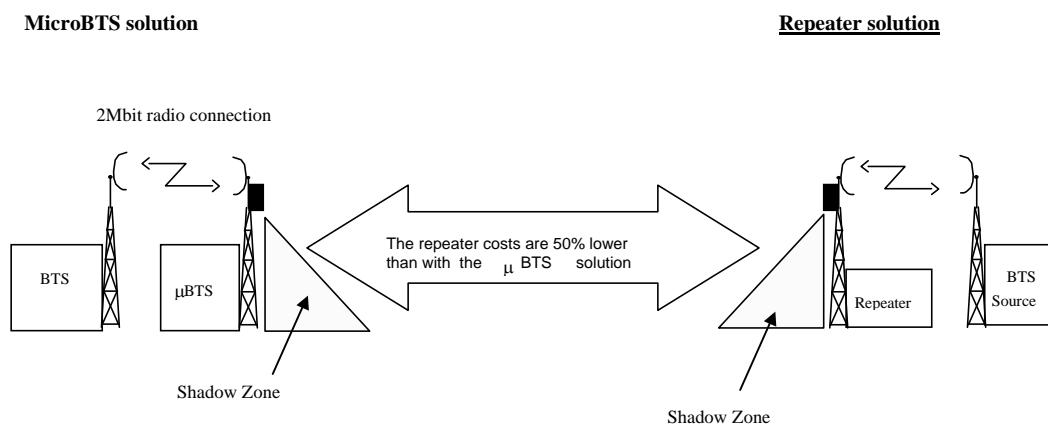 MicroBTS solution
Repeater solution
2Mbit radio connection
The repeater costs are 50% lower
than with the μ BTS solution
BTS
μBTS
Repeater
BTS
Source
Shadow Zone
Shadow Zone